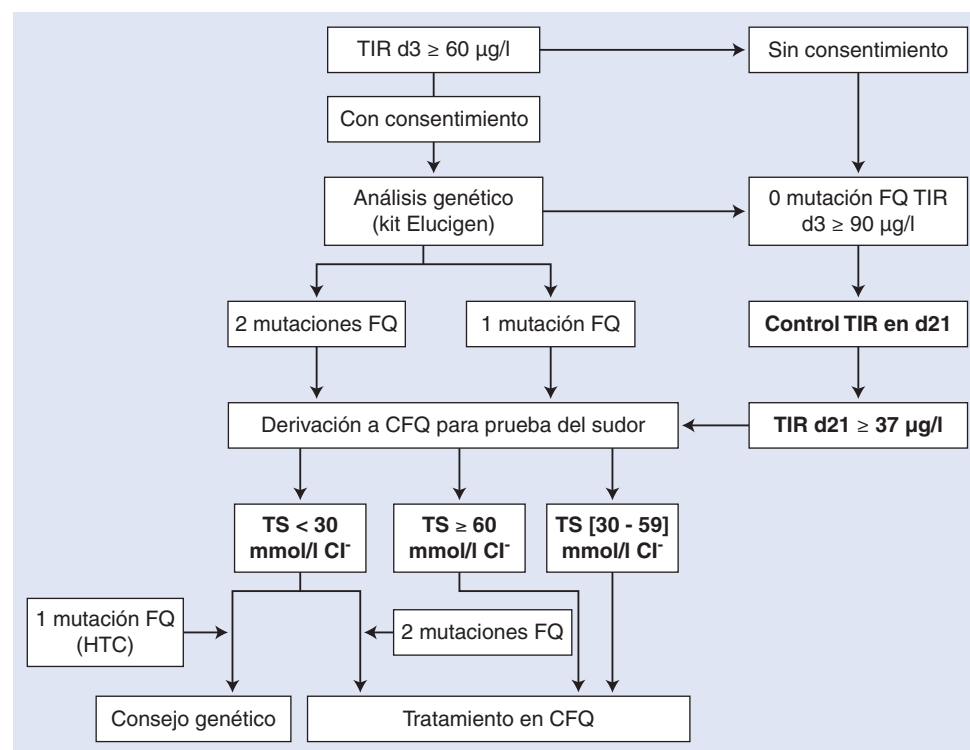 TIR d3 ≥ 60 µg/l
Sin consentimiento
Con consentimiento
Análisis genético
(kit Elucigen)
0 mutación FQ TIR
d3 ≥ 90 µg/l
2 mutaciones FQ
1 mutación FQ
Control TIR en d21
Derivación a CFQ para prueba del sudor
TIR d21 ≥ 37 µg/l
TS < 30
mmol/l Cl-
TS ≥ 60
mmol/l Cl-
TS [30 - 59]
mmol/l Cl-
1 mutación FQ
(HTC)
2 mutaciones FQ
Consejo genético
Tratamiento en CFQ